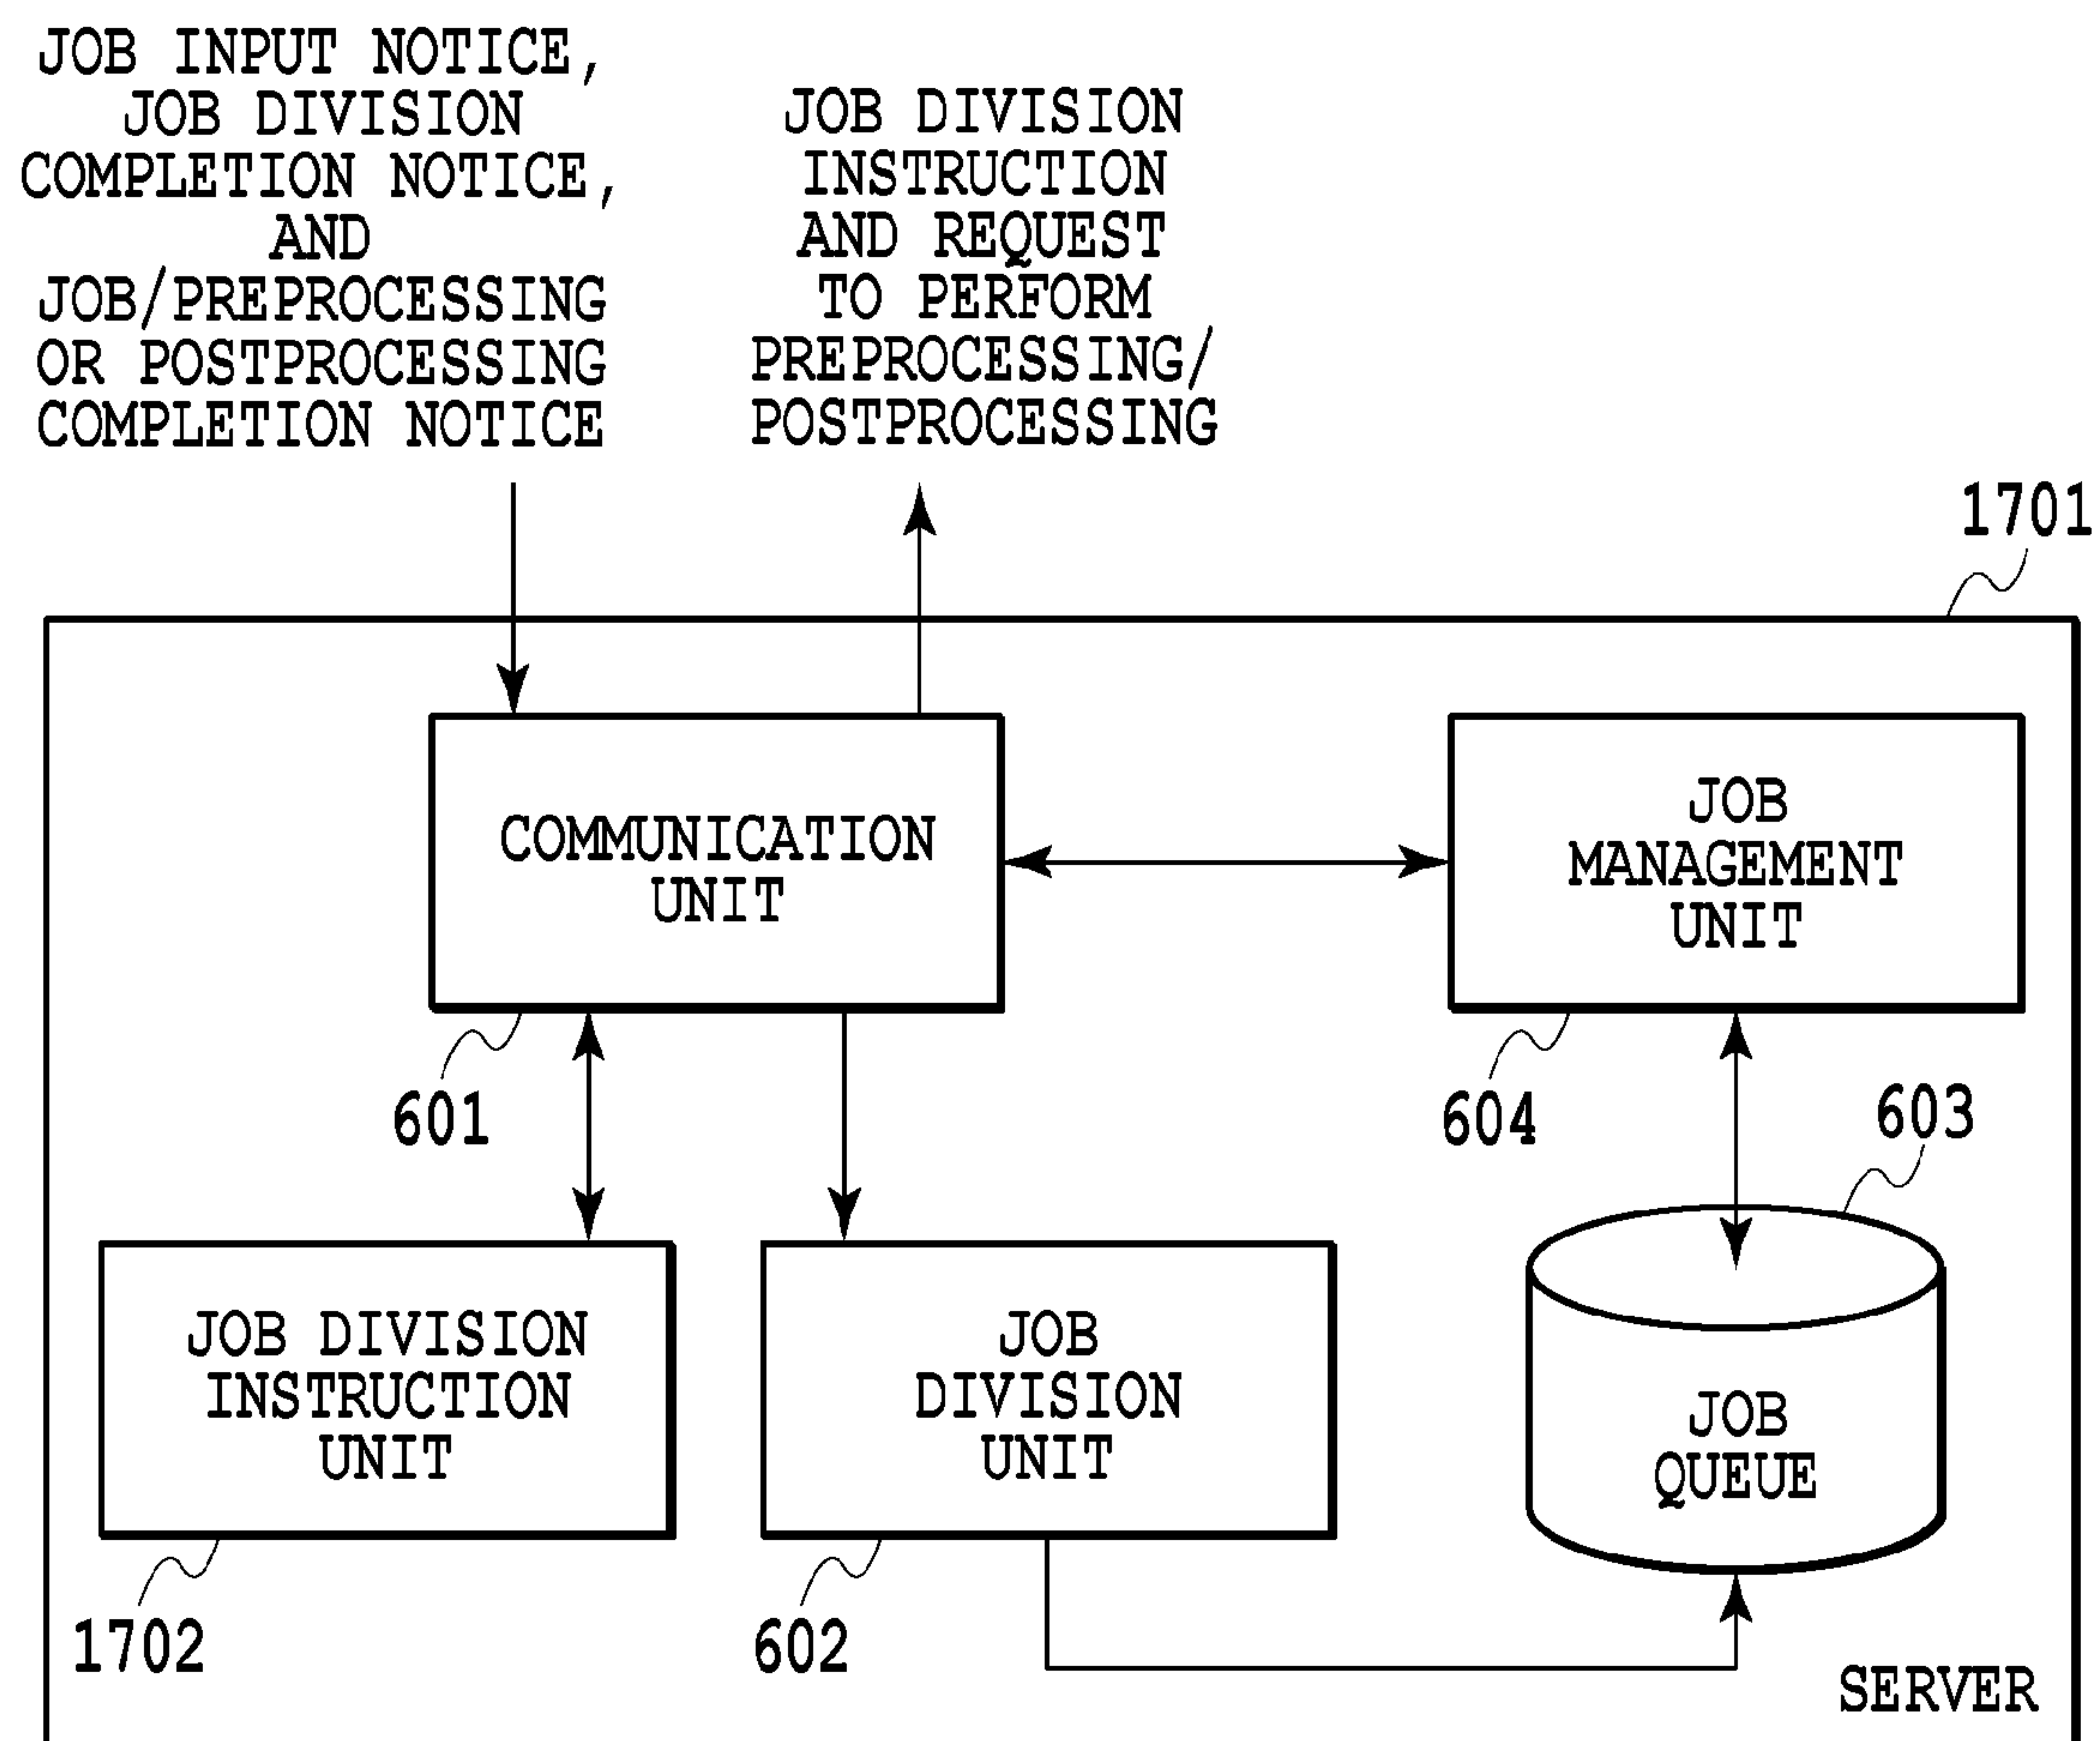 JOB INPUT NOTICE,
JOB DIVISION
COMPLETION NOTICE,
AND
JOB/PREPROCESSING
OR POSTPROCESSING
COMPLETION NOTICE
JOB DIVISION
INSTRUCTION
AND REQUEST
TO PERFORM
PREPROCESSING/
POSTPROCESSING
1701
COMMUNICATION
UNIT
JOB
MANAGEMENT
UNIT
601
604
603
JOB DIVISION
INSTRUCTION
UNIT
JOB
DIVISION
UNIT
JOB
QUEUE
1702
602
SERVER